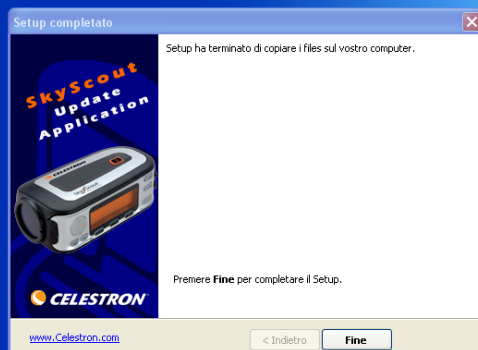 Setup completato
Setup ha terminato di copiare i files sul vostro computer.
SkyScout
Update
Application
CELESTRON
SkyScout
Premere Fine per completare il Setup.
CELESTRON
www.Celestron.com
< Indietro
Fine